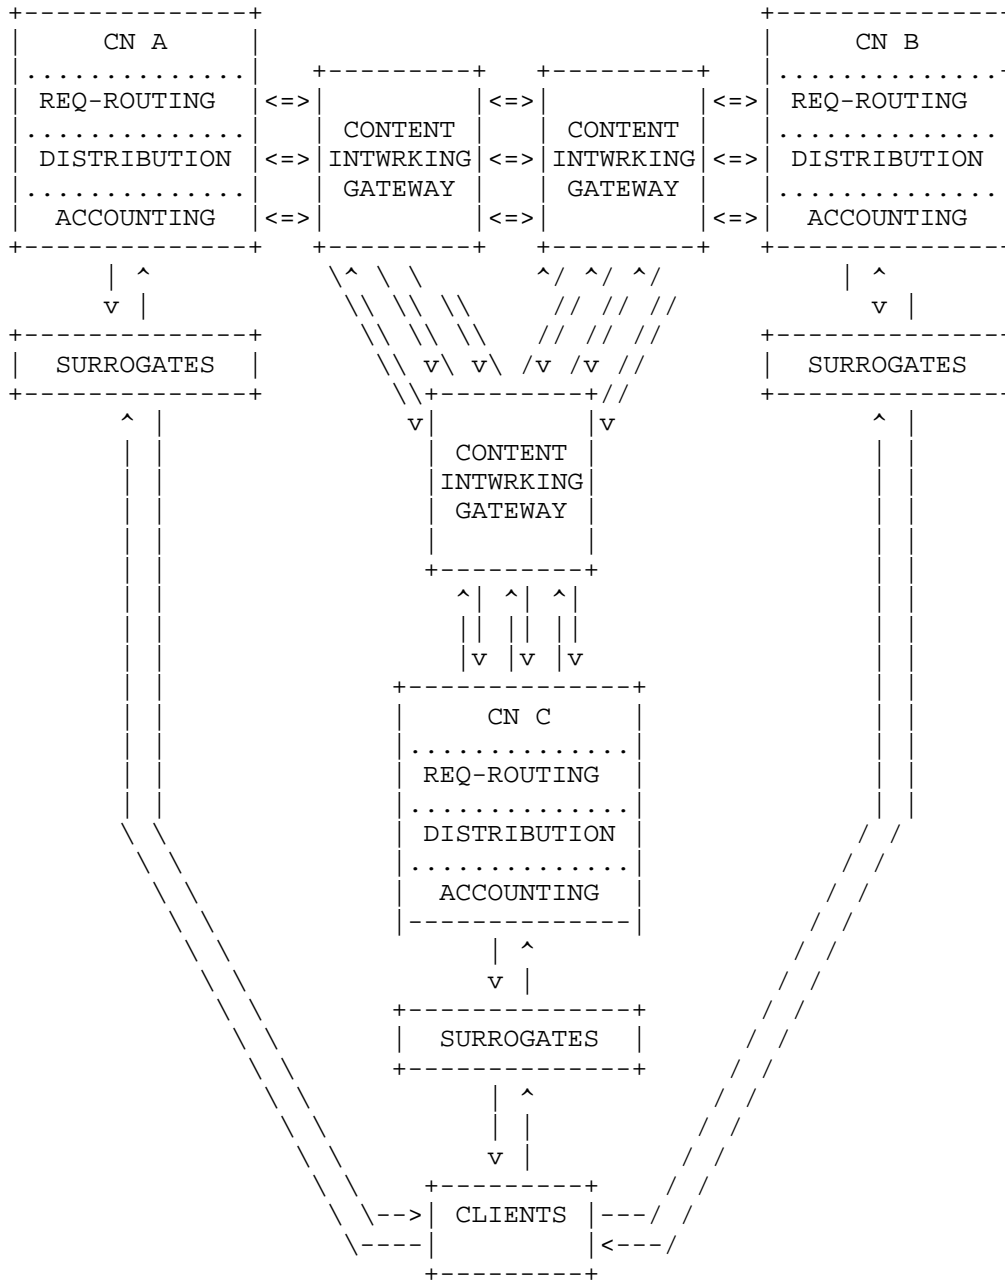 CN A CN B
REQ-ROUTING <=> <=> <=> REQ-ROUTING
CONTENT CONTENT
DISTRIBUTION <=> INTWRKING <=> INTWRKING <=> DISTRIBUTION
GATEWAY GATEWAY
ACCOUNTING <=> <=> <=> ACCOUNTING
SURROGATES SURROGATES
CONTENT
INTWRKING
GATEWAY
CN C
REQ-ROUTING
DISTRIBUTION
ACCOUNTING
SURROGATES
CLIENTS